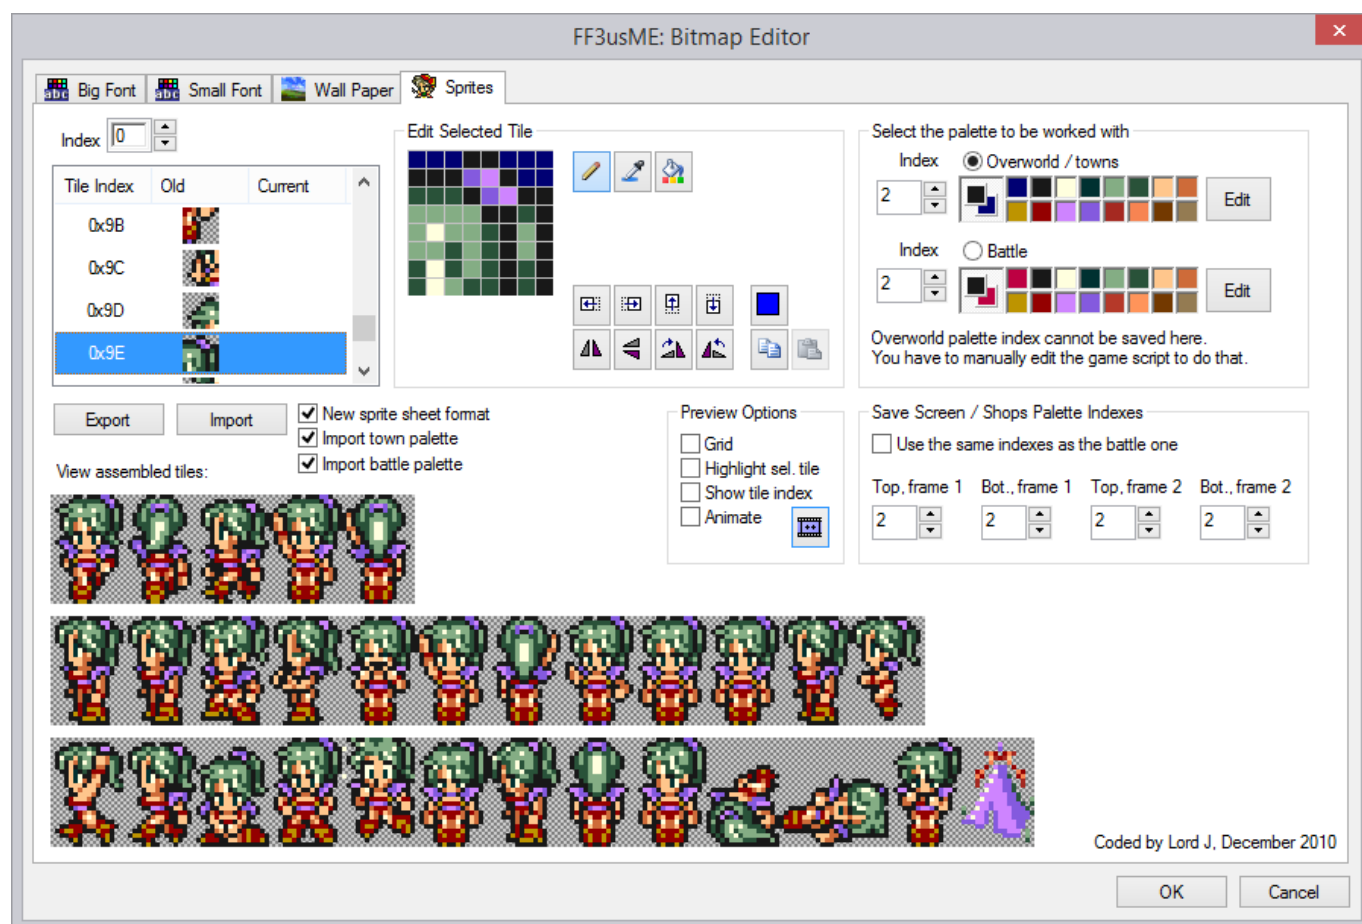 FF3usME: Bitmap Editor
Big Font
Small Font
Wall Paper
Sprites
Index 0
Tile Index Old Current
0x9B
0x9C
0x9D
0x9E
Edit Selected Tile
Select the palette to be worked with
Index Overworld / towns
2 Edit
Index Battle
2 Edit
Overworld palette index cannot be saved here.
You have to manually edit the game script to do that.
Export Import
New sprite sheet format
Import town palette
Import battle palette
View assembled tiles:
Preview Options
Grid
Highlight sel. tile
Show tile index
Animate
Save Screen / Shops Palette Indexes
Use the same indexes as the battle one
Top, frame 1 Bot., frame 1 Top, frame 2 Bot., frame 2
2 2 2 2
Coded by Lord J, December 2010
OK Cancel